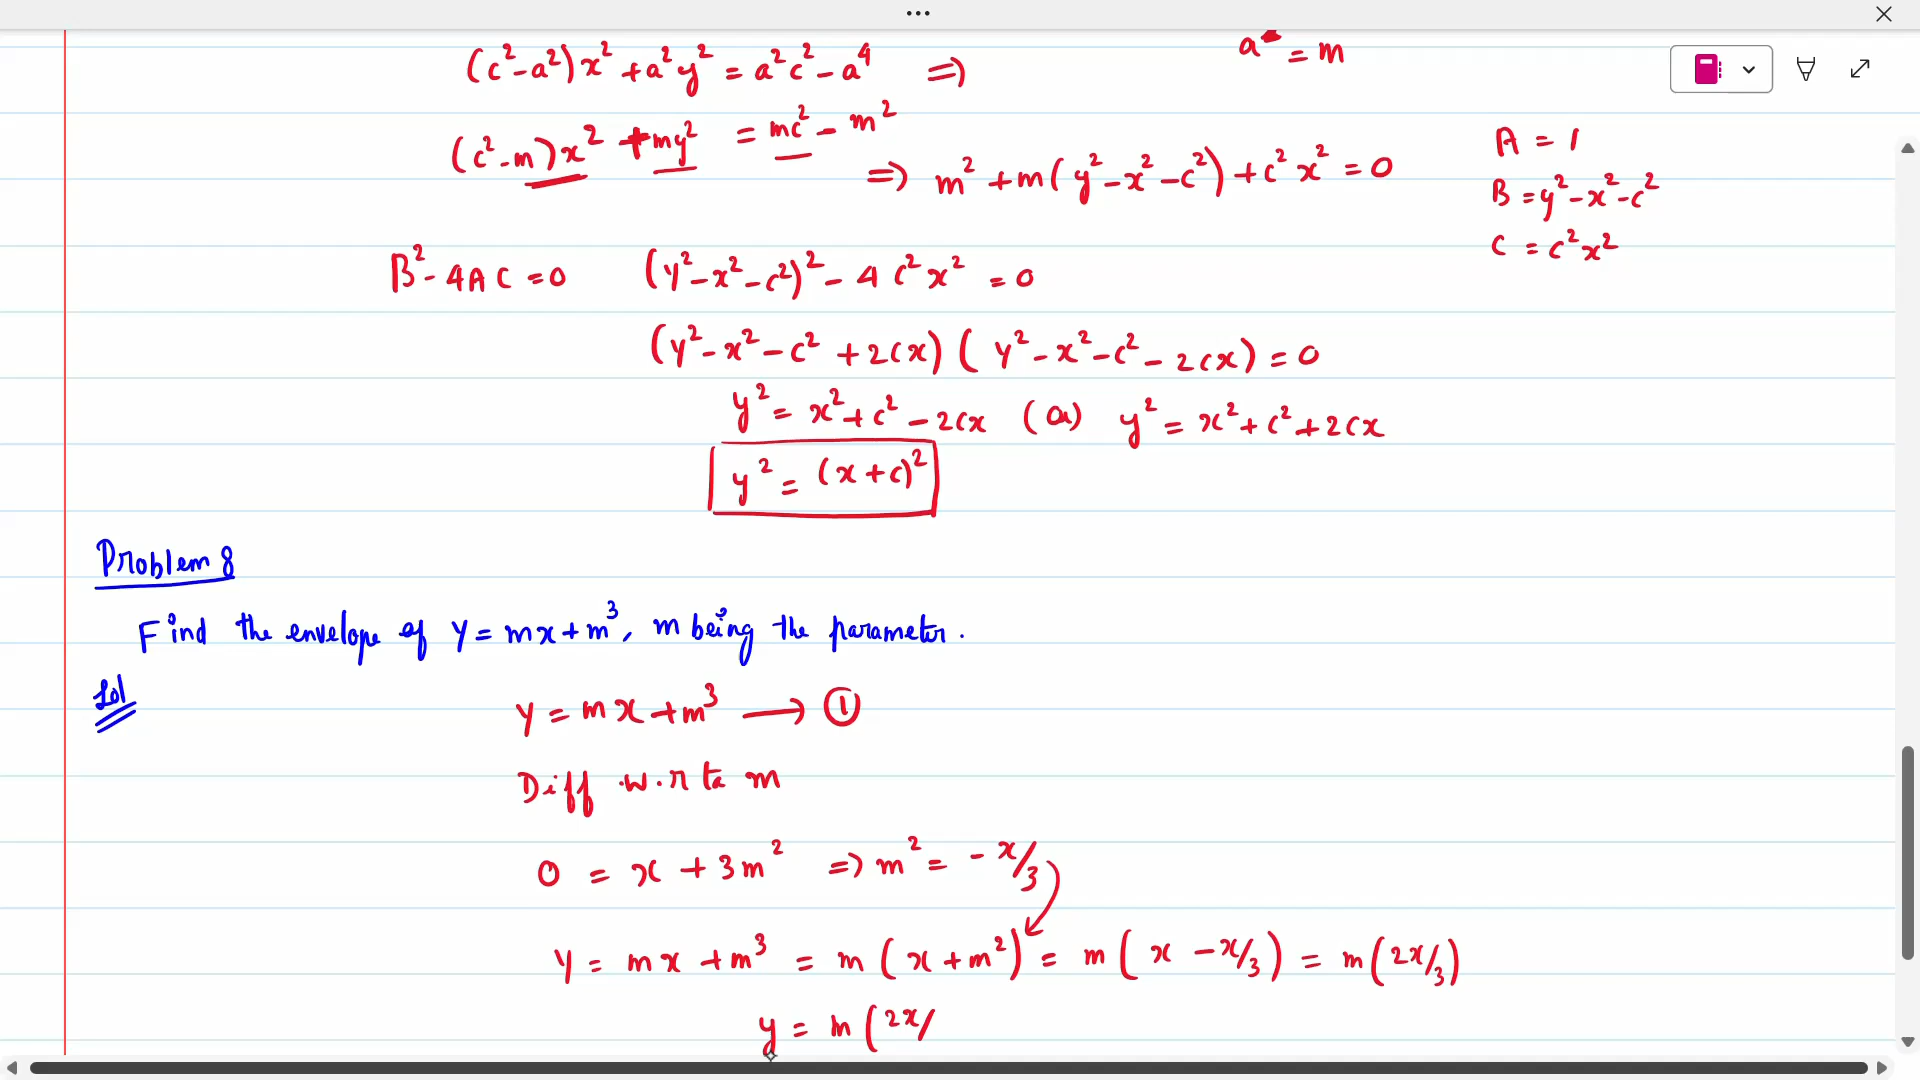 (c²-a²)x² + a²y² = a²c² - a⁴ ⇒
a² = m
(c²-m)x² + my² = mc² - m²
⇒ m² + m(y²-x²-c²) + c²x² = 0
A = 1
B = y²-x²-c²
C = c²x²
B²-4AC = 0 (y²-x²-c²)² - 4c²x² = 0
(y²-x²-c²+2cx)(y²-x²-c²-2cx) = 0
y² = x²+c²-2cx (or) y² = x²+c²+2cx
y² = (x+c)²
Problem 8
Find the envelope of y = mx+m³, m being the parameter.
Sol
y = mx+m³ → ①
Diff w.r to m
0 = x + 3m² ⇒ m² = -x/3
y = mx + m³ = m(x+m²) = m(x - x/3) = m(2x/3)
y = m(2x/